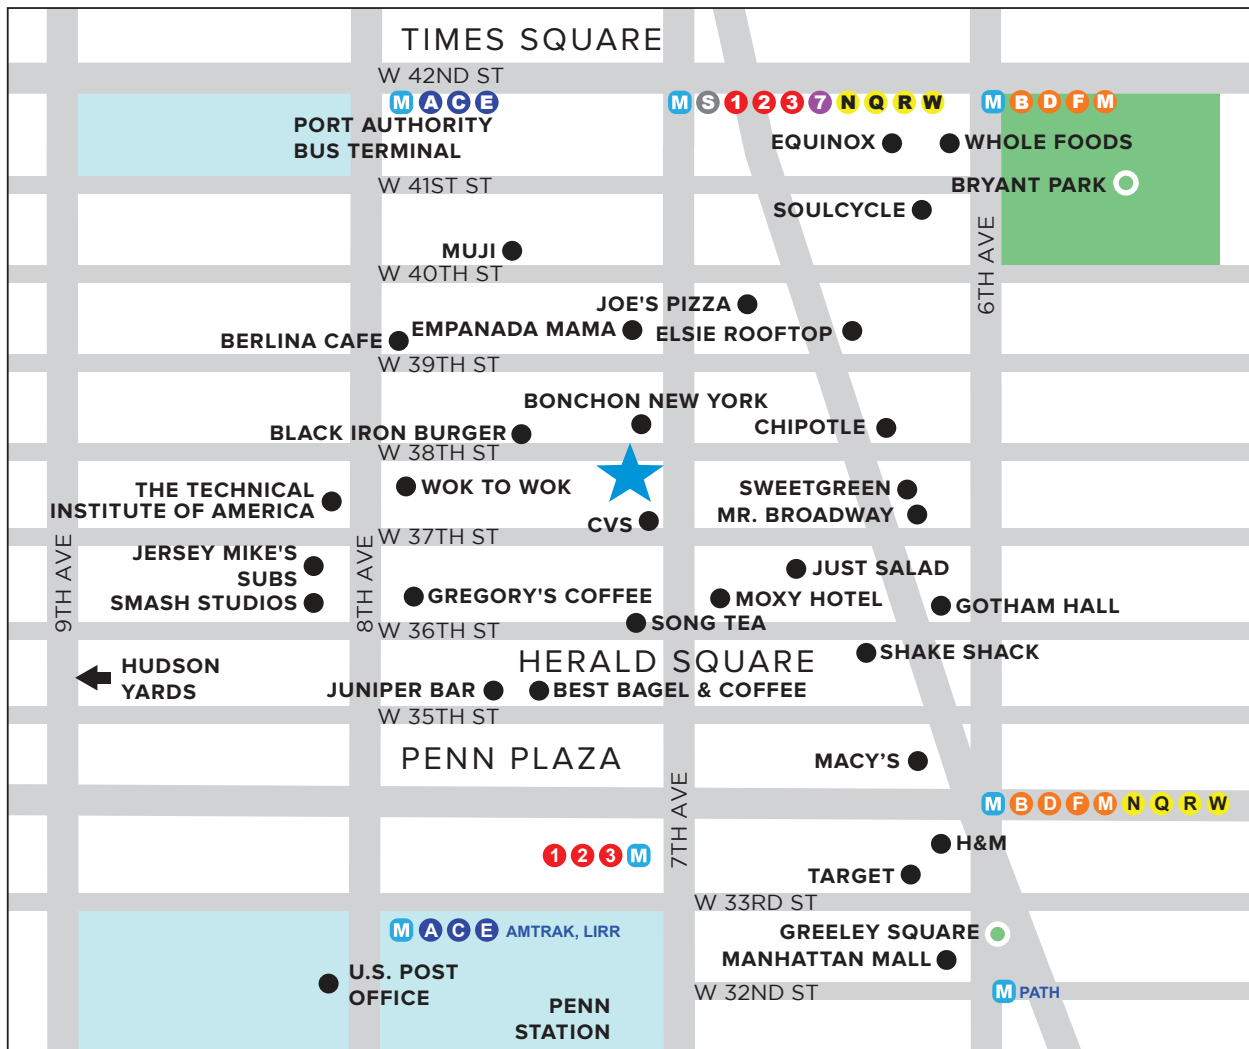 TIMES SQUARE
W 42ND ST
M A C E
M S 1 2 3 7 N Q R W
M B D F M
PORT AUTHORITY
BUS TERMINAL
EQUINOX
WHOLE FOODS
W 41ST ST
BRYANT PARK
SOULCYCLE
6TH AVE
MUJI
W 40TH ST
JOE'S PIZZA
EMPANADA MAMA
ELSIE ROOFTOP
BERLINA CAFE
W 39TH ST
BONCHON NEW YORK
CHIPOTLE
BLACK IRON BURGER
W 38TH ST
THE TECHNICAL
INSTITUTE OF AMERICA
WOK TO WOK
SWEETGREEN
MR. BROADWAY
CVS
W 37TH ST
9TH AVE
8TH AVE
JERSEY MIKE'S
SUBS
JUST SALAD
SMASH STUDIOS
GREGORY'S COFFEE
MOXY HOTEL
GOTHAM HALL
SONG TEA
W 36TH ST
HERALD SQUARE
SHAKE SHACK
HUDSON
YARDS
JUNIPER BAR
BEST BAGEL & COFFEE
W 35TH ST
PENN PLAZA
MACY’S
7TH AVE
M B D F M N Q R W
1 2 3 M
H&M
TARGET
W 33RD ST
M A C E AMTRAK, LIRR
GREELEY SQUARE
MANHATTAN MALL
U.S. POST
OFFICE
W 32ND ST
M PATH
PENN
STATION